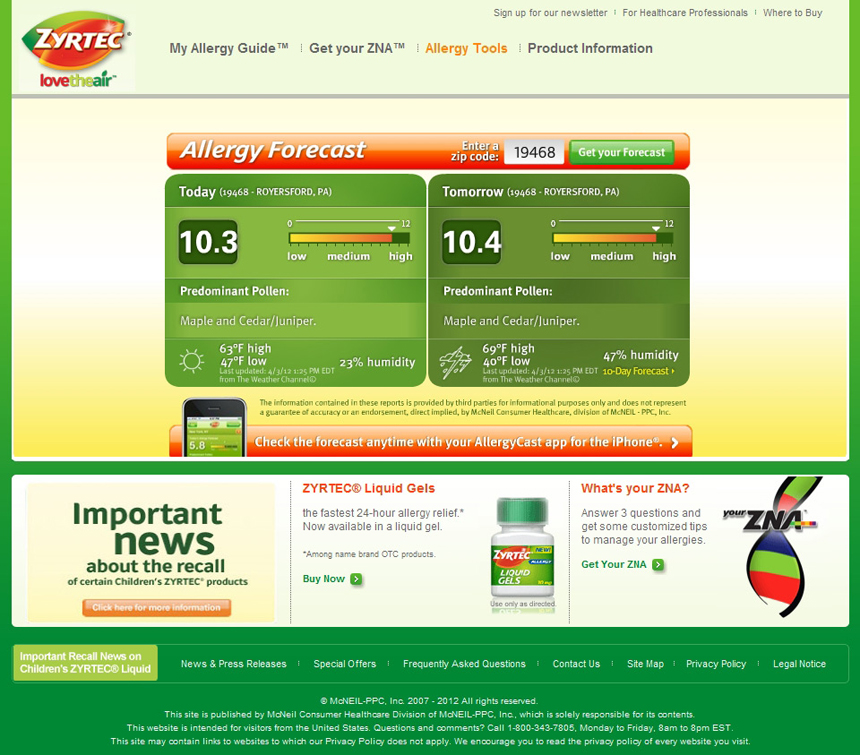 Sign up for our newsletter | For Healthcare Professionals | Where to Buy
ZYRTEC®
lovetheair™
My Allergy Guide™ | Get your ZNA™ | Allergy Tools | Product Information
Allergy Forecast
Enter a
zip code:
19468
Get your Forecast
Today (19468 - ROYERSFORD, PA)
10.3
0 12
low medium high
Predominant Pollen:
Maple and Cedar/Juniper.
63°F high
47°F low
Last updated: 4/3/12 1:25 PM EDT
from The Weather Channel©
23% humidity
Tomorrow (19468 - ROYERSFORD, PA)
10.4
0 12
low medium high
Predominant Pollen:
Maple and Cedar/Juniper.
69°F high
40°F low
Last updated: 4/3/12 1:25 PM EDT
from The Weather Channel©
47% humidity
10-Day Forecast
The information contained in these reports is provided by third parties for informational purposes only and does not represent
a guarantee of accuracy or an endorsement, direct implied, by McNeil Consumer Healthcare, division of McNEIL - PPC, Inc.
5.8
Check the forecast anytime with your AllergyCast app for the iPhone®.
Important
news
about the recall
of certain Children's ZYRTEC® products
Click here for more information
ZYRTEC® Liquid Gels
the fastest 24-hour allergy relief.*
Now available in a liquid gel.
*Among name brand OTC products.
Buy Now
NEW!
ZYRTEC
ALLERGY
LIQUID
GELS
Use only as directed.
What's your ZNA?
Answer 3 questions and
get some customized tips
to manage your allergies.
Get Your ZNA
your ZNA
Important Recall News on
Children's ZYRTEC® Liquid
News & Press Releases | Special Offers | Frequently Asked Questions | Contact Us | Site Map | Privacy Policy | Legal Notice
© McNEIL-PPC, Inc. 2007 - 2012 All rights reserved.
This site is published by McNeil Consumer Healthcare Division of McNEIL-PPC, Inc., which is solely responsible for its contents.
This website is intended for visitors from the United States. Questions and comments? Call 1-800-343-7805, Monday to Friday, 8am to 8pm EST.
This site may contain links to websites to which our Privacy Policy does not apply. We encourage you to read the privacy policy of every website you visit.